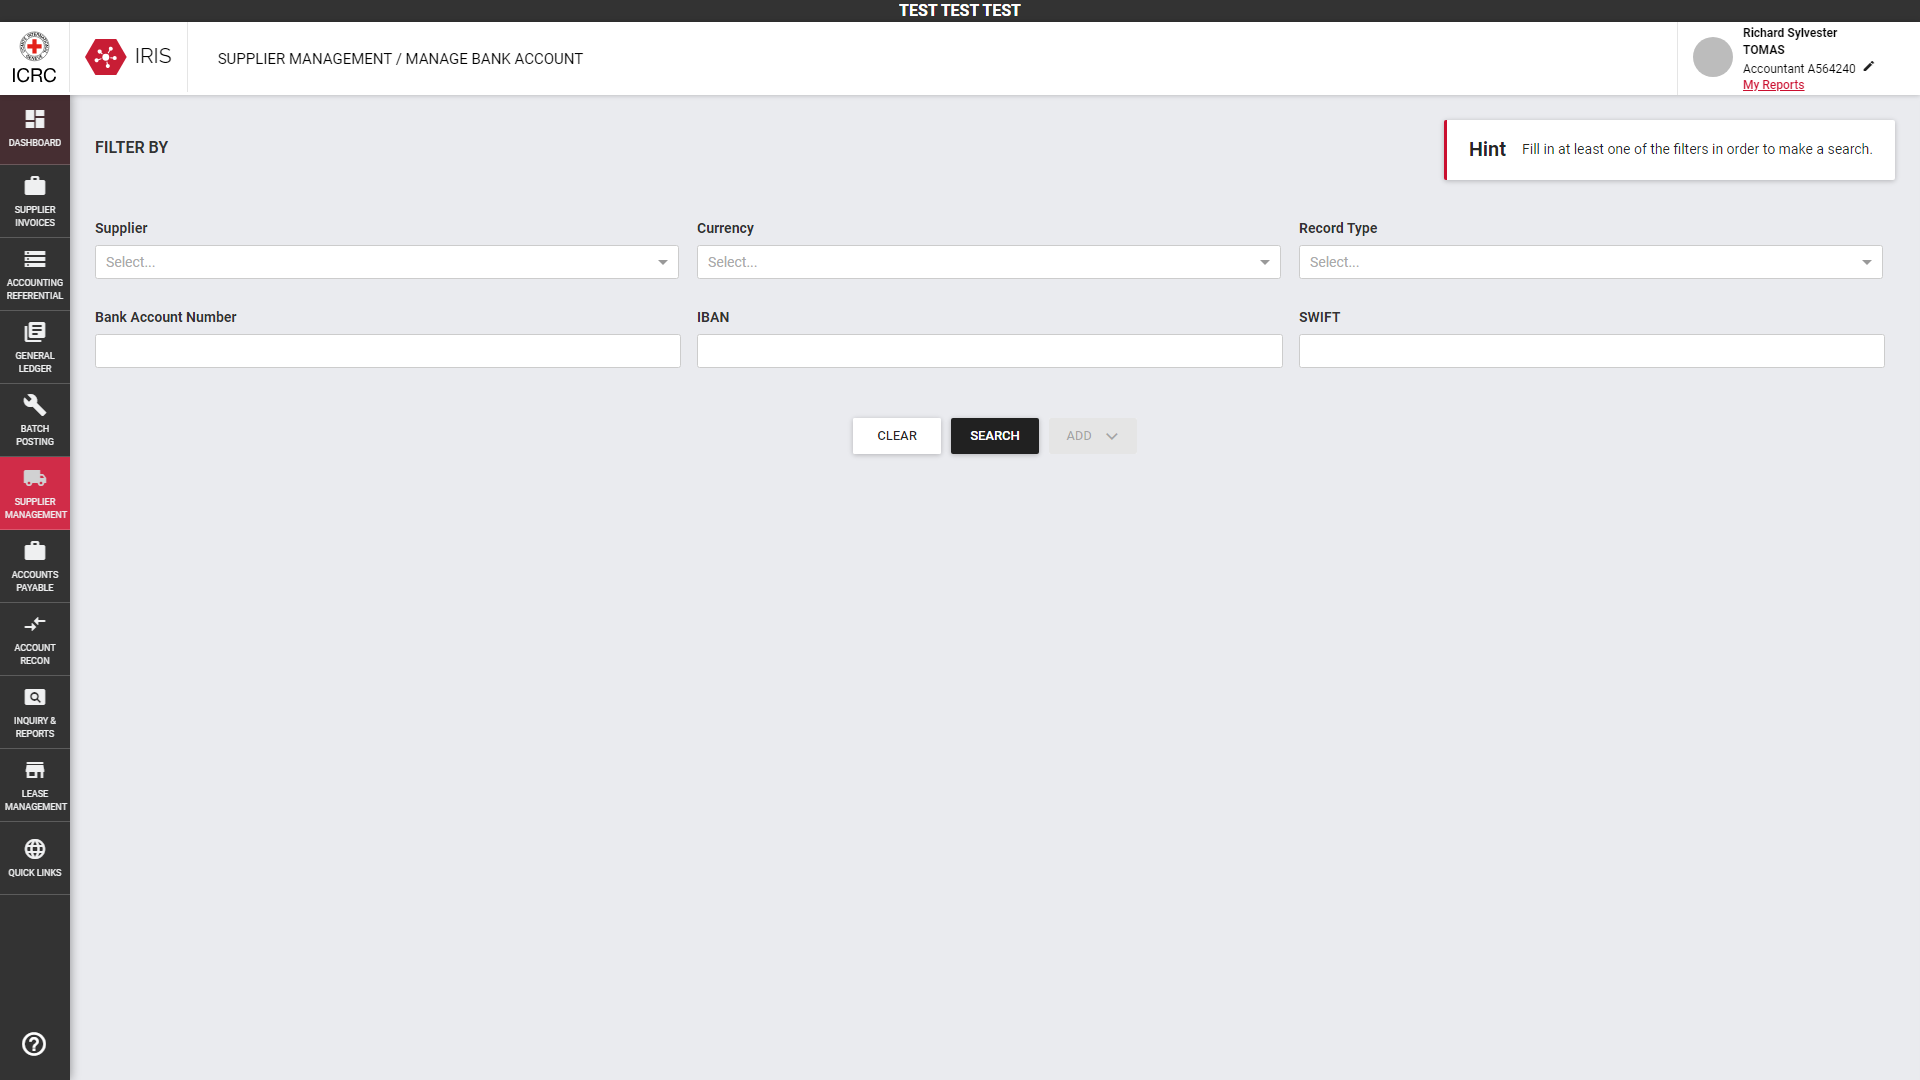 TEST TEST TEST
ICRC
IRIS
SUPPLIER MANAGEMENT / MANAGE BANK ACCOUNT
Richard Sylvester
TOMAS
Accountant A564240
My Reports
DASHBOARD
SUPPLIER
INVOICES
ACCOUNTING
REFERENTIAL
GENERAL
LEDGER
BATCH
POSTING
SUPPLIER
MANAGEMENT
ACCOUNTS
PAYABLE
ACCOUNT
RECON
INQUIRY &
REPORTS
LEASE
MANAGEMENT
QUICK LINKS
FILTER BY
Hint Fill in at least one of the filters in order to make a search.
Supplier
Select...
Currency
Select...
Record Type
Select...
Bank Account Number
IBAN
SWIFT
CLEAR
SEARCH
ADD